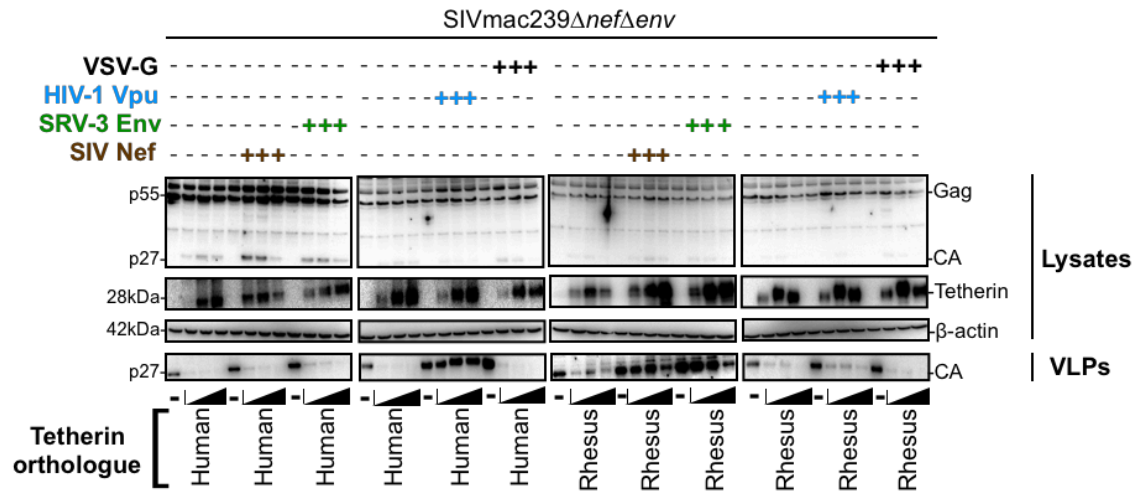 SIVmac239ΔnefΔenv
VSV-G - - - - - - - - - +++ - - - - - - - - - +++
HIV-1 Vpu - - - - - - - - - +++ - - - - - - - - - +++ - - -
SRV-3 Env - - - - - - +++ - - - - - - - - - +++ - - -
SIV Nef - - - - +++ - - - - - - - - - +++ - - - - - -
p55 Gag
p27 CA
Lysates
28kDa Tetherin
42kDa β-actin
p27 CA VLPs
- - - - - - - - - - - -
Tetherin orthologue
Human Human Human Human Human Human Rhesus Rhesus Rhesus Rhesus Rhesus Rhesus